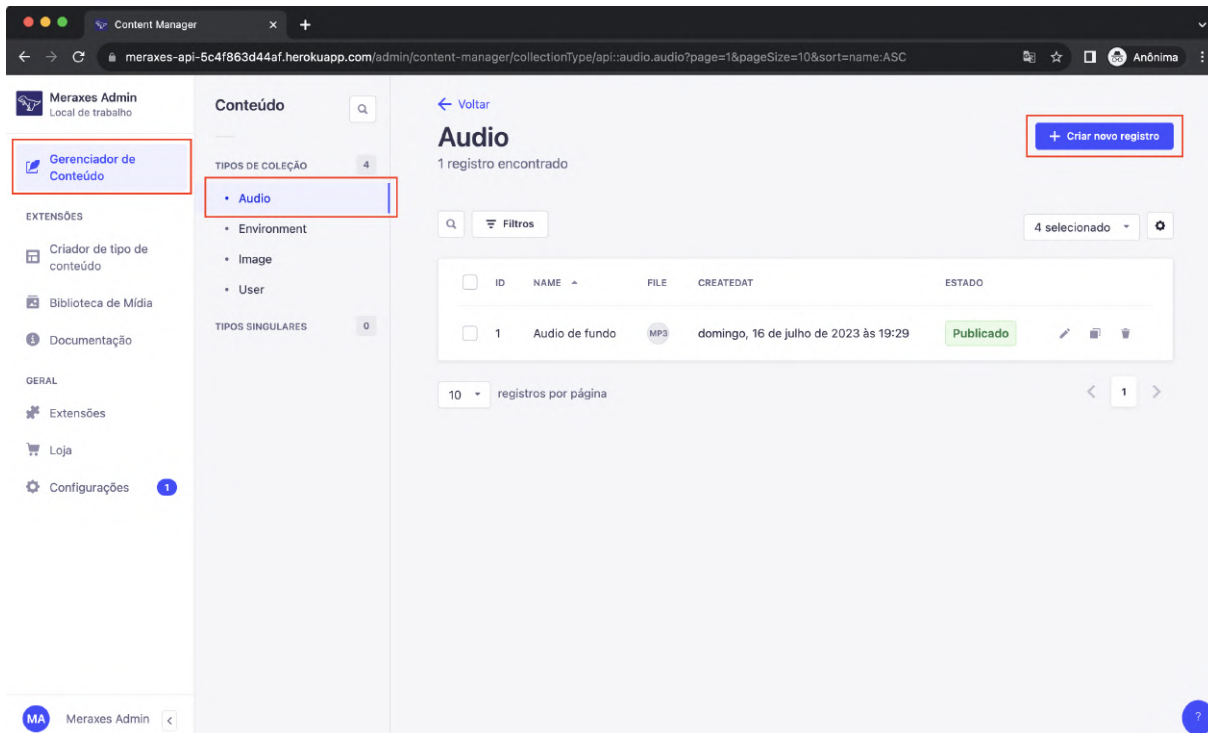 Content Manager
meraxes-api-5c4f863d44af.herokuapp.com/admin/content-manager/collectionType/api::audio.audio?page=1&pageSize=10&sort=name:ASC
Anônima
Meraxes Admin
Local de trabalho
Gerenciador de
Conteúdo
EXTENSÕES
Criador de tipo de
conteúdo
Biblioteca de Mídia
Documentação
GERAL
Extensões
Loja
Configurações 1
MA Meraxes Admin
Conteúdo
TIPOS DE COLEÇÃO 4
Audio
Environment
Image
User
TIPOS SINGULARES 0
Voltar
Audio
1 registro encontrado
+ Criar novo registro
Filtros
4 selecionado
ID NAME FILE CREATEDAT ESTADO
1 Audio de fundo MP3 domingo, 16 de julho de 2023 às 19:29 Publicado
10 registros por página
1
?